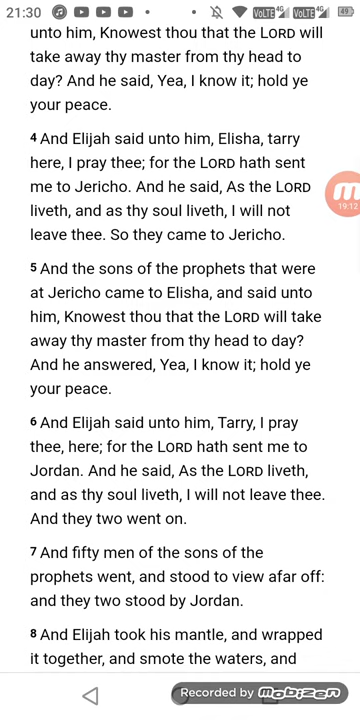 21:30 VoLTE 4G VoLTE 4G 49
unto him, Knowest thou that the LORD will
take away thy master from thy head to
day? And he said, Yea, I know it; hold ye
your peace.
4 And Elijah said unto him, Elisha, tarry
here, I pray thee; for the LORD hath sent
me to Jericho. And he said, As the LORD
liveth, and as thy soul liveth, I will not
leave thee. So they came to Jericho.
19:12
5 And the sons of the prophets that were
at Jericho came to Elisha, and said unto
him, Knowest thou that the LORD will take
away thy master from thy head to day?
And he answered, Yea, I know it; hold ye
your peace.
6 And Elijah said unto him, Tarry, I pray
thee, here; for the LORD hath sent me to
Jordan. And he said, As the LORD liveth,
and as thy soul liveth, I will not leave thee.
And they two went on.
7 And fifty men of the sons of the
prophets went, and stood to view afar off:
and they two stood by Jordan.
8 And Elijah took his mantle, and wrapped
it together, and smote the waters, and
Recorded by mobizen